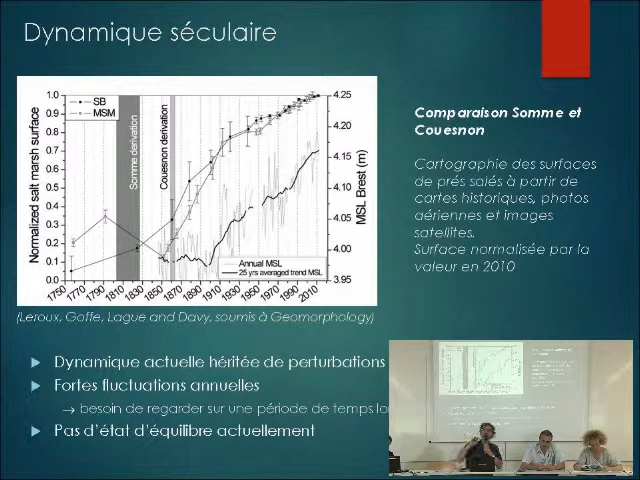 Dynamique séculaire
Normalized salt marsh surface
1.0
0.9
0.8
0.7
0.6
0.5
0.4
0.3
0.2
0.1
0.0
SB
MSM
Somme derivation
Couesnon derivation
4.25
4.20
4.15
4.10
4.05
4.00
3.95
MSL Brest (m)
Annual MSL
25 yrs averaged trend MSL
1750 1770 1790 1810 1830 1850 1870 1890 1910 1930 1950 1970 1990 2010
(Leroux, Goffe, Lague and Davy, soumis à Geomorphology)
Comparaison Somme et
Couesnon
Cartographie des surfaces
de prés salés à partir de
cartes historiques, photos
aériennes et images
satellites.
Surface normalisée par la
valeur en 2010
Dynamique actuelle héritée de perturbations
Fortes fluctuations annuelles
→ besoin de regarder sur une période de temps
Pas d'état d'équilibre actuellement